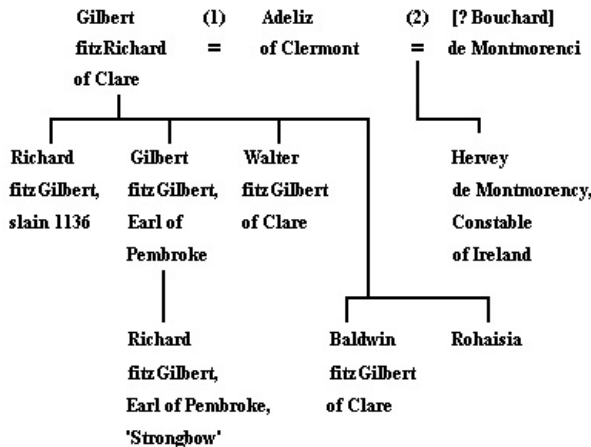 Gilbert (1) Adeliz (2) [? Bouchard]
fitzRichard = of Clermont = de Montmorenci
of Clare
Richard Gilbert Walter Hervey
fitzGilbert, fitzGilbert, fitzGilbert de Montmorency,
slain 1136 Earl of of Clare Constable
Pembroke of Ireland
Richard Baldwin Rohaisia
fitzGilbert, fitzGilbert
Earl of Pembroke, of Clare
'Strongbow'